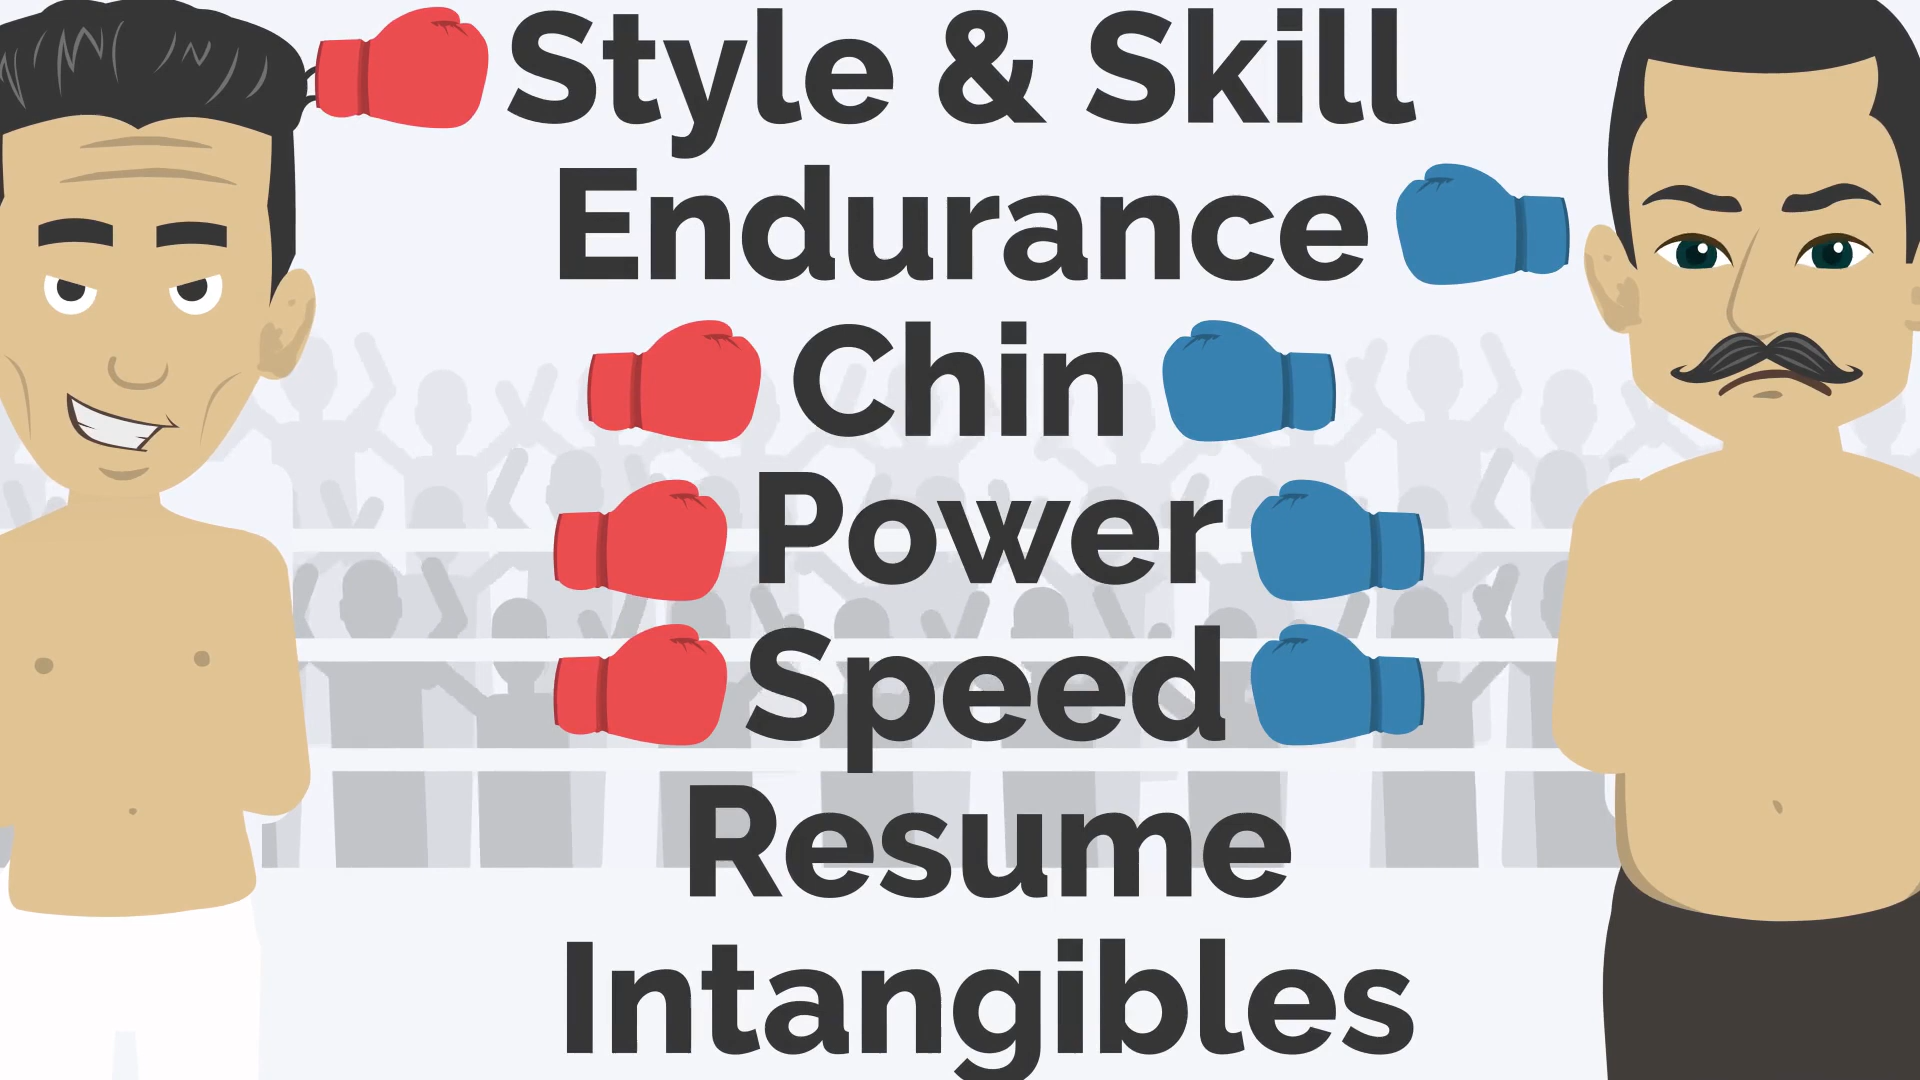 Style & Skill
Endurance
Chin
Power
Speed
Resume
Intangibles